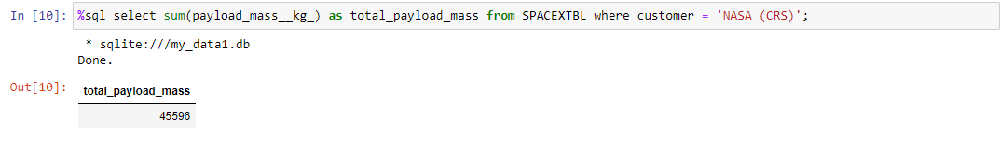 In [10]: %sql select sum(payload_mass__kg_) as total_payload_mass from SPACEXTBL where customer = 'NASA (CRS)';
* sqlite:///my_data1.db
Done.
Out[10]: total_payload_mass
45596